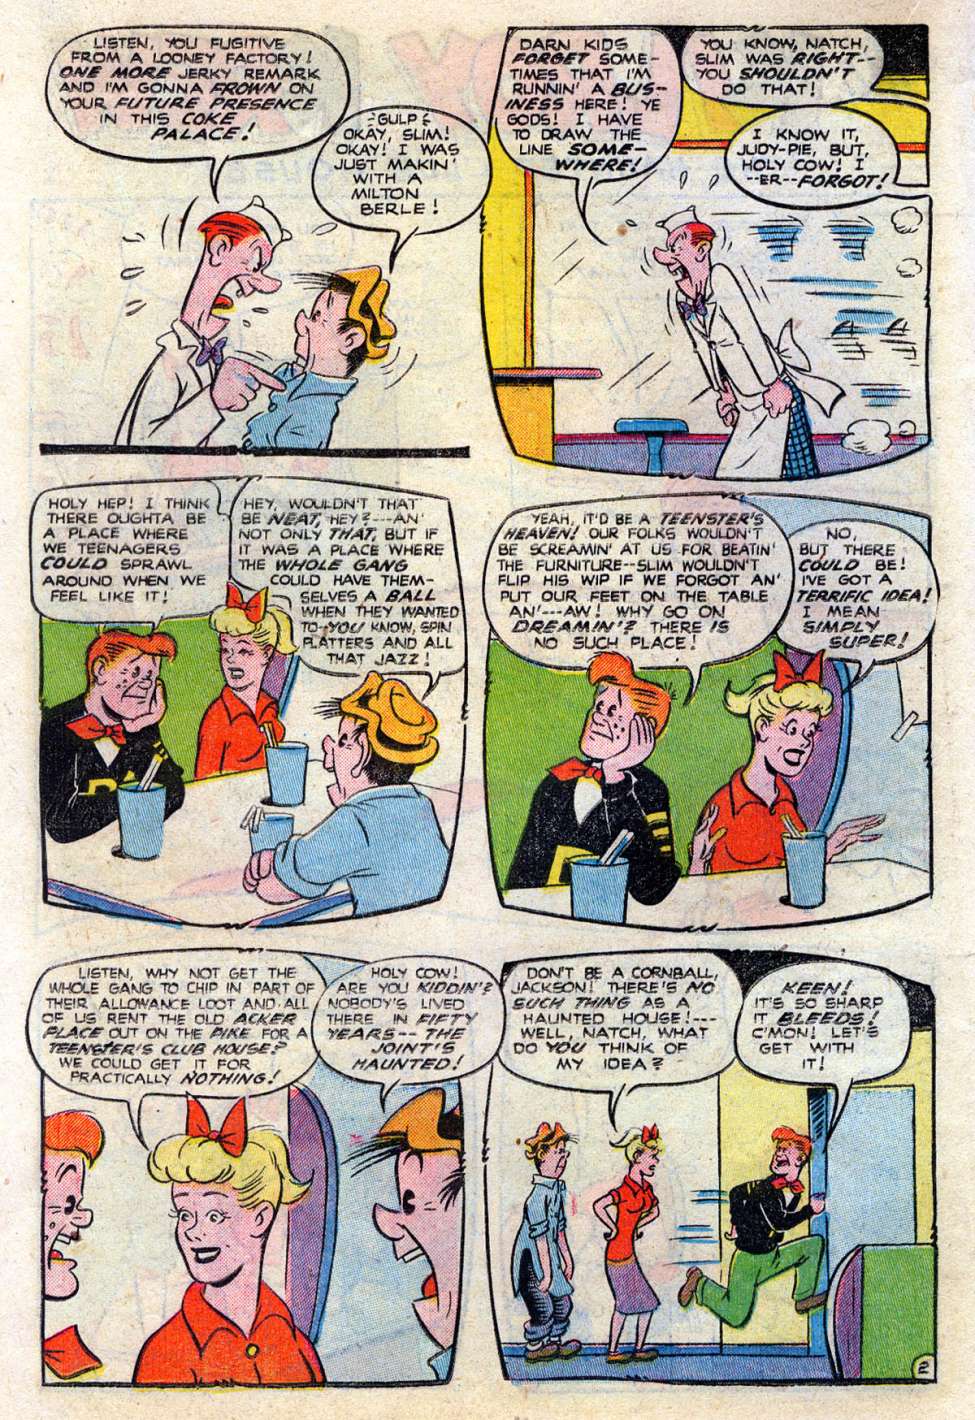 LISTEN, YOU FUGITIVE
FROM A LOONEY FACTORY!
ONE MORE JERKY REMARK
AND I'M GONNA FROWN ON
YOUR FUTURE PRESENCE
IN THIS COKE
PALACE!
GULP
OKAY, SLIM!
OKAY! I WAS
JUST MAKIN'
WITH A
MILTON
BERLE!
DARN KIDS
FORGET SOME-
TIMES THAT I'M
RUNNIN' A BUS-
INESS HERE! YE
GODS! I HAVE
TO DRAW THE
LINE SOME-
WHERE!
YOU KNOW, NATCH,
SLIM WAS RIGHT--
YOU SHOULDN'T
DO THAT!
I KNOW IT,
JUDY-PIE, BUT,
HOLY COW! I
--ER--FORGOT!
HOLY HEP! I THINK
THERE OUGHTA BE
A PLACE WHERE
WE TEENAGERS
COULD SPRAWL
AROUND WHEN WE
FEEL LIKE IT!
HEY, WOULDN'T THAT
BE NEAT, HEY?---AN'
NOT ONLY THAT, BUT IF
IT WAS A PLACE WHERE
THE WHOLE GANG
COULD HAVE THEM-
SELVES A BALL
WHEN THEY WANTED
TO--YOU KNOW, SPIN
PLATTERS AND ALL
THAT JAZZ!
YEAH, IT'D BE A TEENSTER'S
HEAVEN! OUR FOLKS WOULDN'T
BE SCREAMIN' AT US FOR BEATIN'
THE FURNITURE--SLIM WOULDN'T
FLIP HIS WIP IF WE FORGOT AN'
PUT OUR FEET ON THE TABLE
AN'---AW! WHY GO ON
DREAMIN'? THERE IS
NO SUCH PLACE!
NO,
BUT THERE
COULD BE!
I'VE GOT A
TERRIFIC IDEA!
I MEAN
SIMPLY
SUPER!
LISTEN, WHY NOT GET THE
WHOLE GANG TO CHIP IN PART OF
THEIR ALLOWANCE LOOT AND ALL
OF US RENT THE OLD ACKER
PLACE OUT ON THE PIKE FOR A
TEENSTER'S CLUB HOUSE?
WE COULD GET IT FOR
PRACTICALLY NOTHING!
HOLY COW!
ARE YOU KIDDIN'?
NOBODY'S LIVED
THERE IN FIFTY
YEARS-- THE
JOINT'S
HAUNTED!
DON'T BE A CORNBALL,
JACKSON! THERE'S NO
SUCH THING AS A
HAUNTED HOUSE!---
WELL, NATCH, WHAT
DO YOU THINK OF
MY IDEA?
KEEN!
IT'S SO SHARP
IT BLEEDS!
C'MON! LET'S
GET WITH
IT!
2